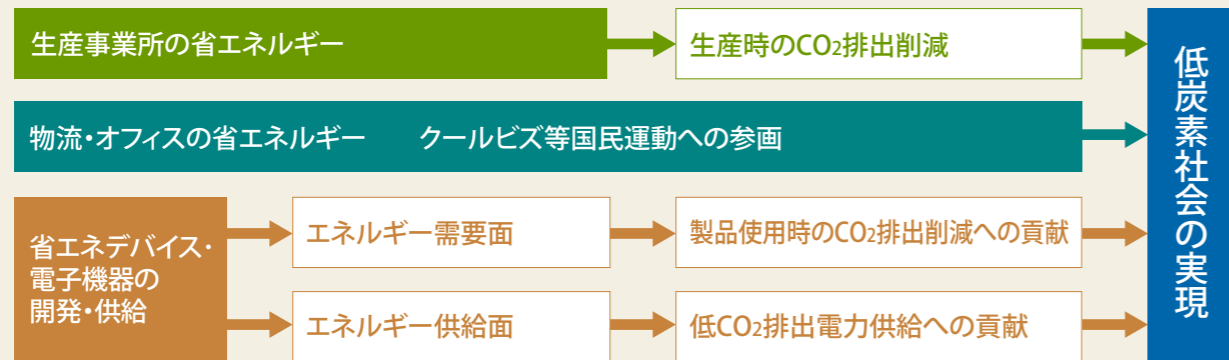 生産事業所の省エネルギー
生産時のCO₂排出削減
物流・オフィスの省エネルギー　クールビズ等国民運動への参画
省エネデバイス・
電子機器の
開発・供給
エネルギー需要面
製品使用時のCO₂排出削減への貢献
エネルギー供給面
低CO₂排出電力供給への貢献
低炭素社会の実現